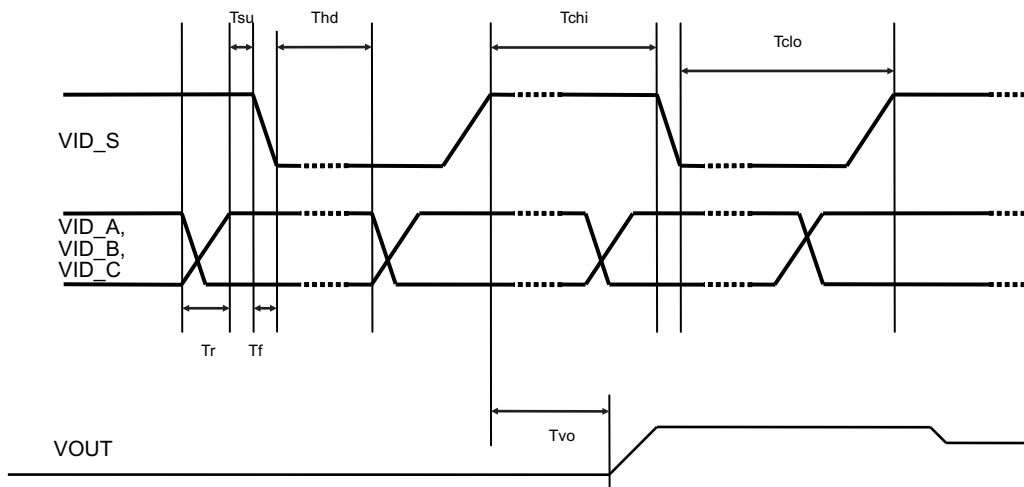 Tsu
Thd
Tchi
Tclo
VID_S
VID_A,
VID_B,
VID_C
Tr
Tf
Tvo
VOUT